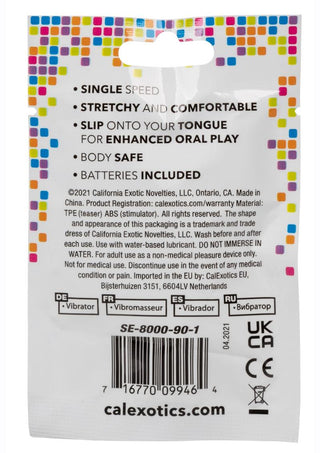 • SINGLE SPEED
• STRETCHY AND COMFORTABLE
• SLIP ONTO YOUR TONGUE
FOR ENHANCED ORAL PLAY
• BODY SAFE
• BATTERIES INCLUDED
©2021 California Exotic Novelties, LLC, Ontario, CA. Made in
China. Product Registration: calexotics.com/warranty Material:
TPE (teaser) ABS (stimulator). All rights reserved. The shape
and appearance of this packaging is a trademark and trade
dress of California Exotic Novelties, LLC. Wash before and after
each use. Use with water-based lubricant. DO NOT IMMERSE IN
WATER. For adult use as a non-medical pleasure device only.
Not for medical use. Discontinue use in the event of any medical
condition or pain. Imported in the EU by: CalExotics EU,
Beijerdstraat 3151, 6604LV Netherlands
DE FR ES RU
• Vibrator • Vibromasseur • Vibrador • Вибратор
SE-8000-90-1
04.2021
UK
CA
CE
7 16770 09946 4
calexotics.com